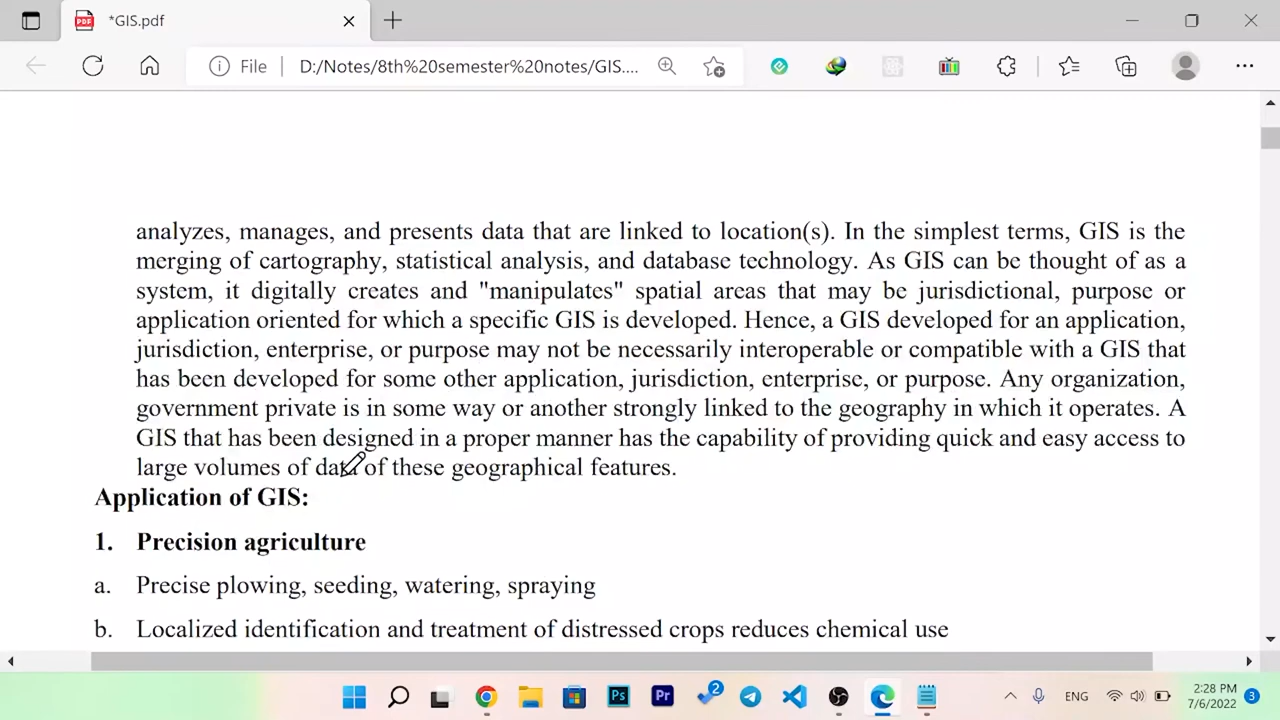 *GIS.pdf
File
D:/Notes/8th%20semester%20notes/GIS....
analyzes, manages, and presents data that are linked to location(s). In the simplest terms, GIS is the
merging of cartography, statistical analysis, and database technology. As GIS can be thought of as a
system, it digitally creates and "manipulates" spatial areas that may be jurisdictional, purpose or
application oriented for which a specific GIS is developed. Hence, a GIS developed for an application,
jurisdiction, enterprise, or purpose may not be necessarily interoperable or compatible with a GIS that
has been developed for some other application, jurisdiction, enterprise, or purpose. Any organization,
government private is in some way or another strongly linked to the geography in which it operates. A
GIS that has been designed in a proper manner has the capability of providing quick and easy access to
large volumes of data of these geographical features.
Application of GIS:
1. Precision agriculture
a. Precise plowing, seeding, watering, spraying
b. Localized identification and treatment of distressed crops reduces chemical use
Ps
Pr
2
ENG
2:28 PM
7/6/2022
3